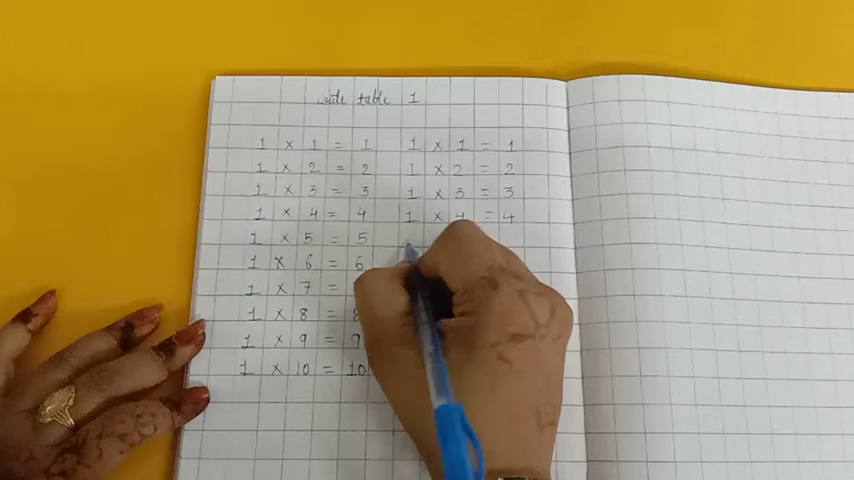 write table 1
1 × 1 = 1 1 × 1 = 1
1 × 2 = 2 1 × 2 = 2
1 × 3 = 3 1 × 3 = 3
1 × 4 = 4 1 × 4 = 4
1 × 5 = 5
1 × 6 = 6
1 × 7 =
1 × 8 = 8
1 × 9 = 9
1 × 10 = 10